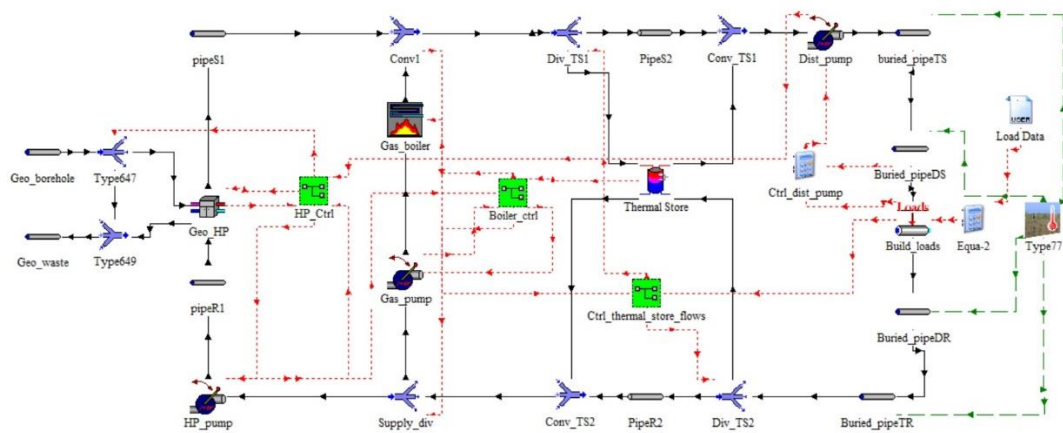 pipeS1
Conv1
Div_TS1
PipeS2
Conv_TS1
Dist_pump
buried_pipeTS
USER
Load Data
Gas_boiler
Geo_borehole
Type647
Ctrl_dist_pump
Buried_pipeDS
HP_Ctrl
Boiler_ctrl
Thermal Store
Loads
Geo_HP
Build_loads
Equa-2
Type77
Geo_waste
Type649
Gas_pump
pipeR1
Ctrl_thermal_store_flows
Buried_pipeDR
HP_pump
Supply_div
Conv_TS2
PipeR2
Div_TS2
Buried_pipeTR